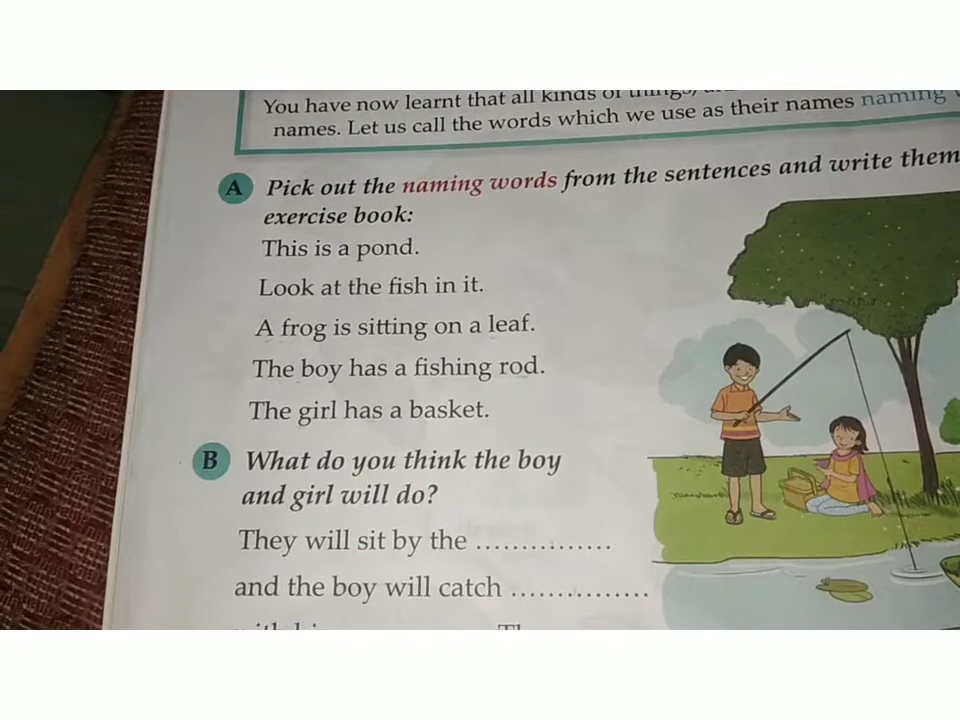 You have now learnt that all kinds of things,
names. Let us call the words which we use as their names naming
A Pick out the naming words from the sentences and write them
exercise book:
This is a pond.
Look at the fish in it.
A frog is sitting on a leaf.
The boy has a fishing rod.
The girl has a basket.
B What do you think the boy
and girl will do?
They will sit by the ...............
and the boy will catch ...............